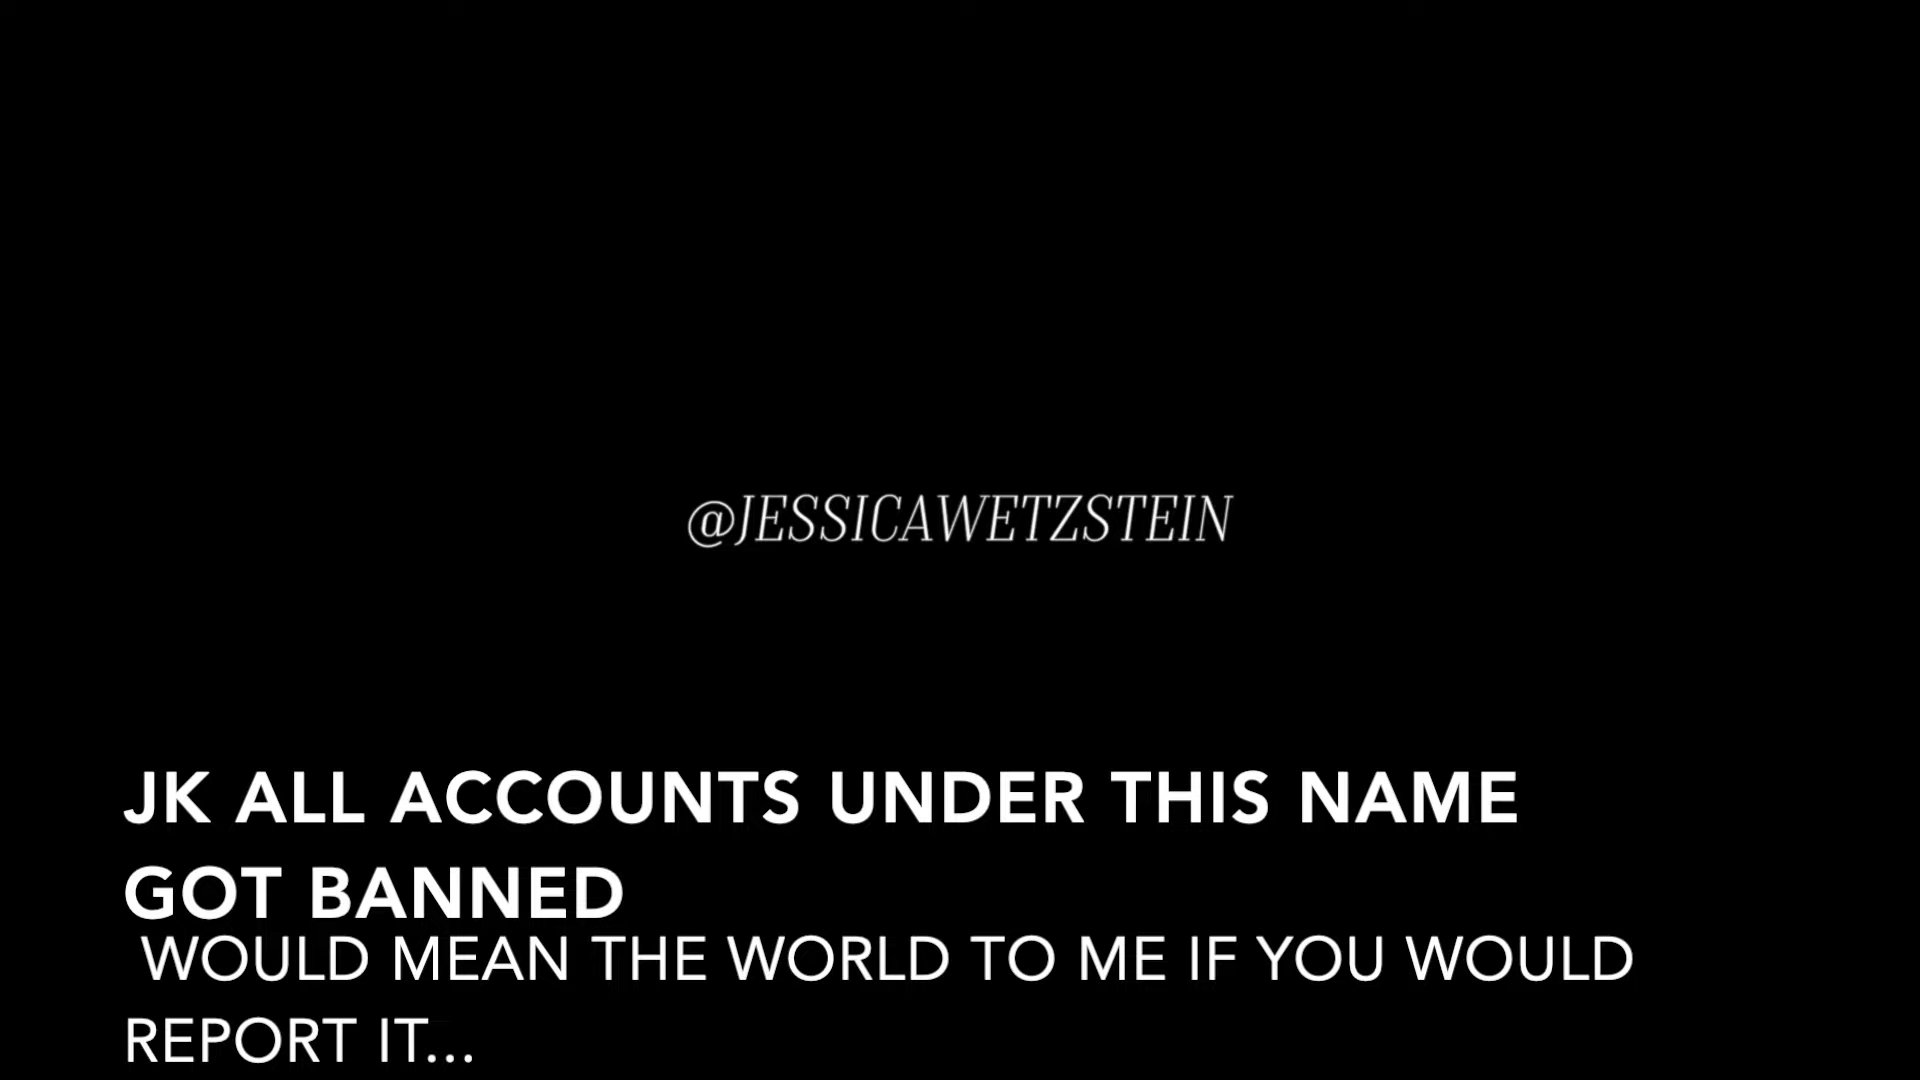 @JESSICAWETZSTEIN
JK ALL ACCOUNTS UNDER THIS NAME
GOT BANNED
WOULD MEAN THE WORLD TO ME IF YOU WOULD
REPORT IT...